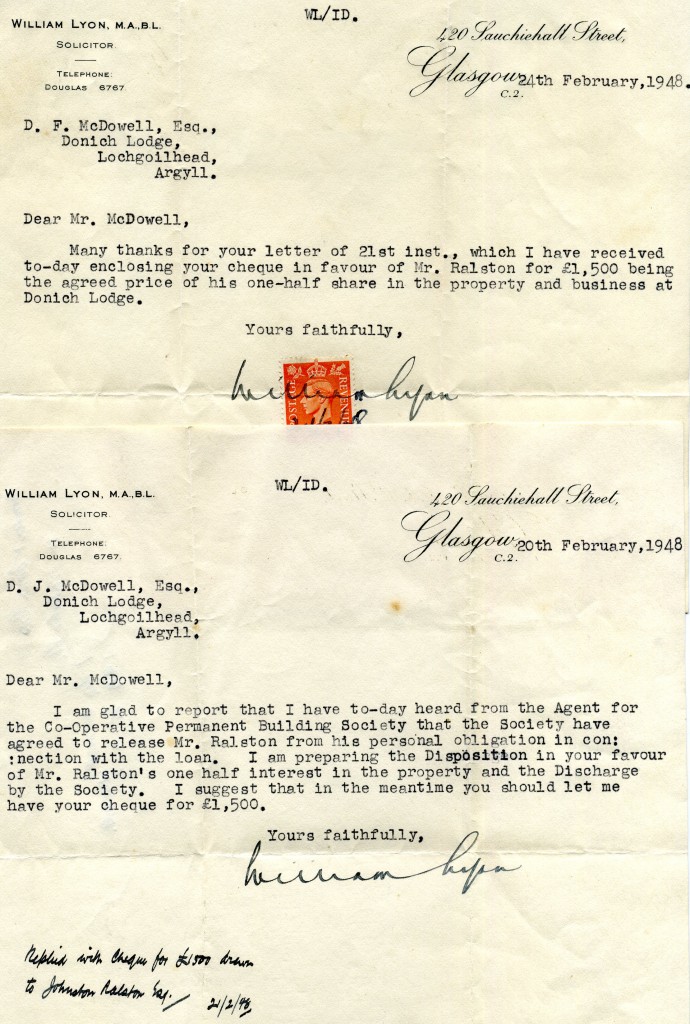 WL/ID.
WILLIAM LYON, M.A., B.L.
SOLICITOR.
TELEPHONE:
DOUGLAS 6767.
420 Sauchiehall Street,
Glasgow, 24th February, 1948.
C.2.
D. F. McDowell, Esq.,
Donich Lodge,
Lochgoilhead,
Argyll.
Dear Mr. McDowell,
Many thanks for your letter of 21st inst., which I have received
to-day enclosing your cheque in favour of Mr. Ralston for £1,500 being
the agreed price of his one-half share in the property and business at
Donich Lodge.
Yours faithfully,
William Lyon
POSTAGE REVENUE
WL/ID.
WILLIAM LYON, M.A., B.L.
SOLICITOR.
TELEPHONE:
DOUGLAS 6767.
420 Sauchiehall Street,
Glasgow, 20th February, 1948
C.2.
D. J. McDowell, Esq.,
Donich Lodge,
Lochgoilhead,
Argyll.
Dear Mr. McDowell,
I am glad to report that I have to-day heard from the Agent for
the Co-Operative Permanent Building Society that the Society have
agreed to release Mr. Ralston from his personal obligation in con:
:nection with the loan. I am preparing the Disposition in your favour
of Mr. Ralston's one half interest in the property and the Discharge
by the Society. I suggest that in the meantime you should let me
have your cheque for £1,500.
Yours faithfully,
William Lyon
Replied with Cheque for £1500 drawn
to Johnston Ralston Esq. 21/2/48